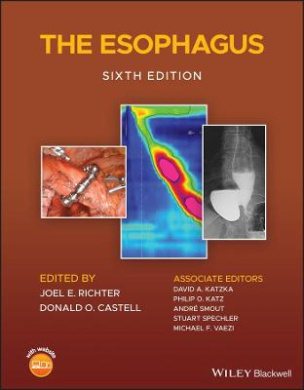 THE ESOPHAGUS
SIXTH EDITION
EDITED BY
JOEL E. RICHTER
DONALD O. CASTELL
ASSOCIATE EDITORS
DAVID A. KATZKA
PHILIP O. KATZ
ANDRÉ SMOUT
STUART SPECHLER
MICHAEL F. VAEZI
with website
WILEY Blackwell